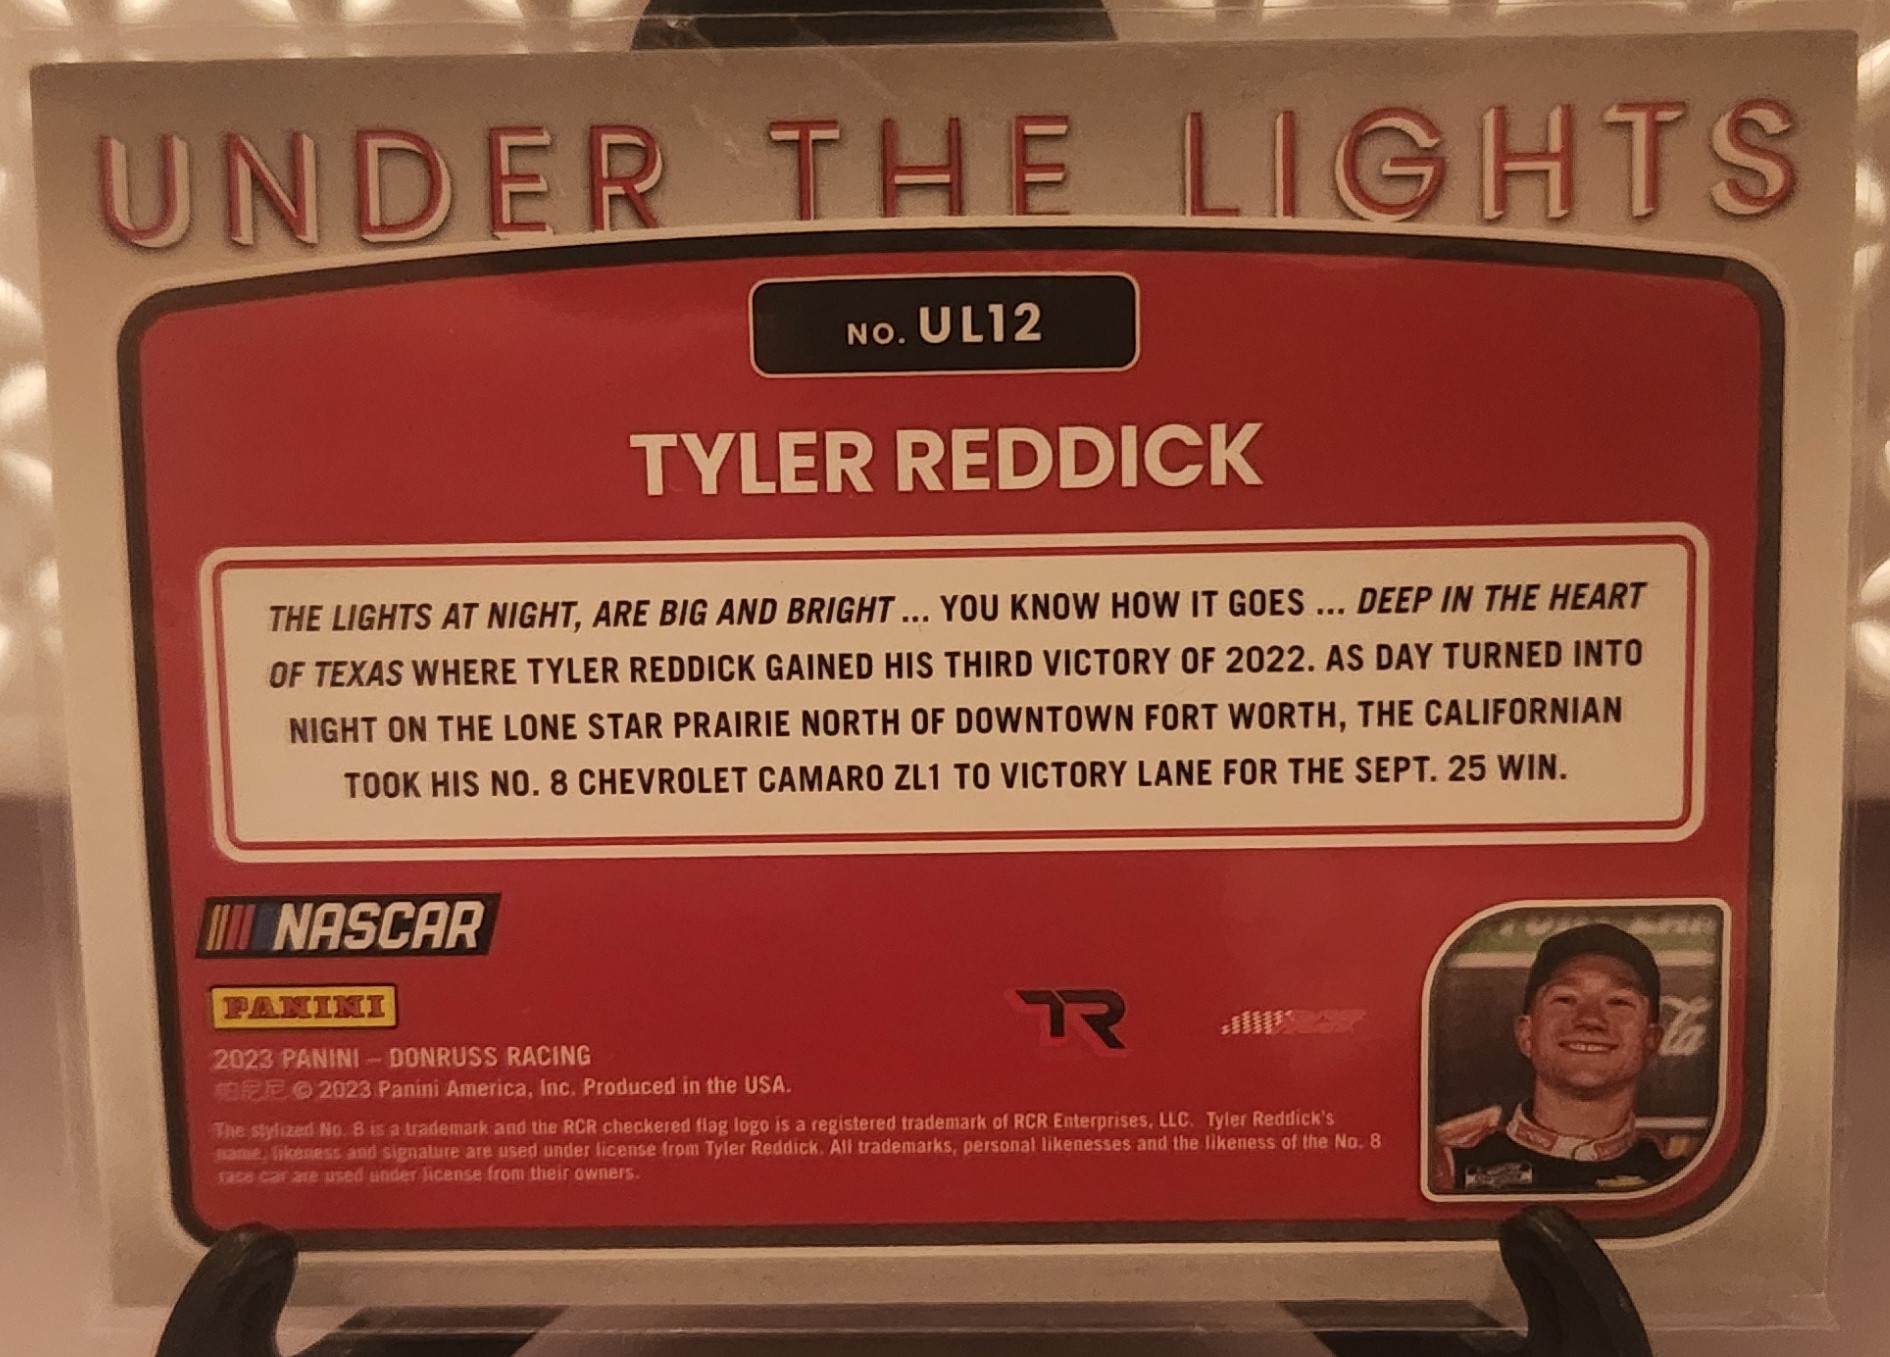 UNDER THE LIGHTS
NO. UL12
TYLER REDDICK
THE LIGHTS AT NIGHT, ARE BIG AND BRIGHT ... YOU KNOW HOW IT GOES ... DEEP IN THE HEART
OF TEXAS WHERE TYLER REDDICK GAINED HIS THIRD VICTORY OF 2022. AS DAY TURNED INTO
NIGHT ON THE LONE STAR PRAIRIE NORTH OF DOWNTOWN FORT WORTH, THE CALIFORNIAN
TOOK HIS NO. 8 CHEVROLET CAMARO ZL1 TO VICTORY LANE FOR THE SEPT. 25 WIN.
NASCAR
PANINI
TR
2023 PANINI – DONRUSS RACING
© 2023 Panini America, Inc. Produced in the USA.
The stylized No. 8 is a trademark and the RCR checkered flag logo is a registered trademark of RCR Enterprises, LLC. Tyler Reddick's
name, likeness and signature are used under license from Tyler Reddick. All trademarks, personal likenesses and the likeness of the No. 8
race car are used under license from their owners.